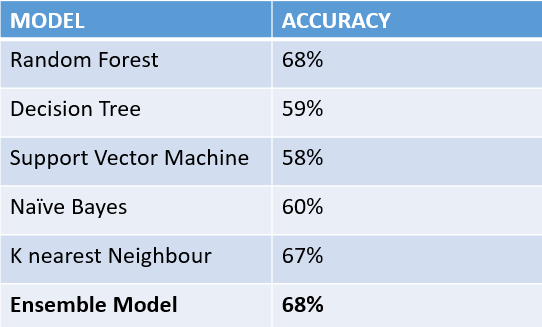 MODEL ACCURACY
Random Forest 68%
Decision Tree 59%
Support Vector Machine 58%
Naïve Bayes 60%
K nearest Neighbour 67%
Ensemble Model 68%